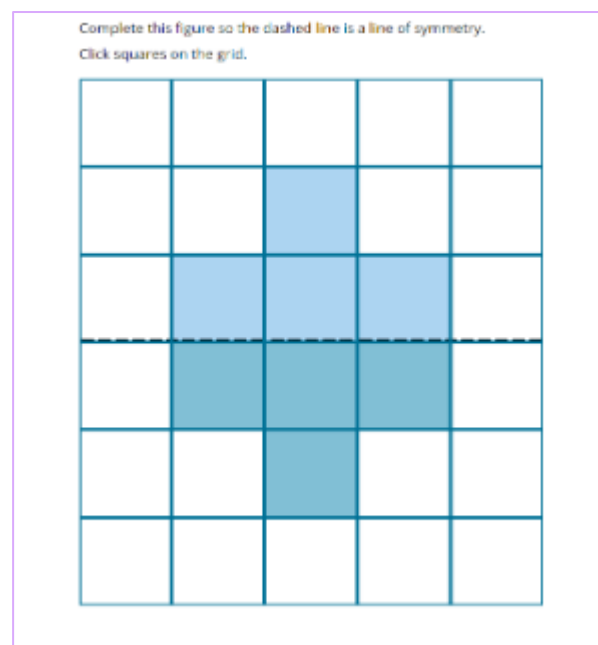 Complete this figure so the dashed line is a line of symmetry.
Click squares on the grid.